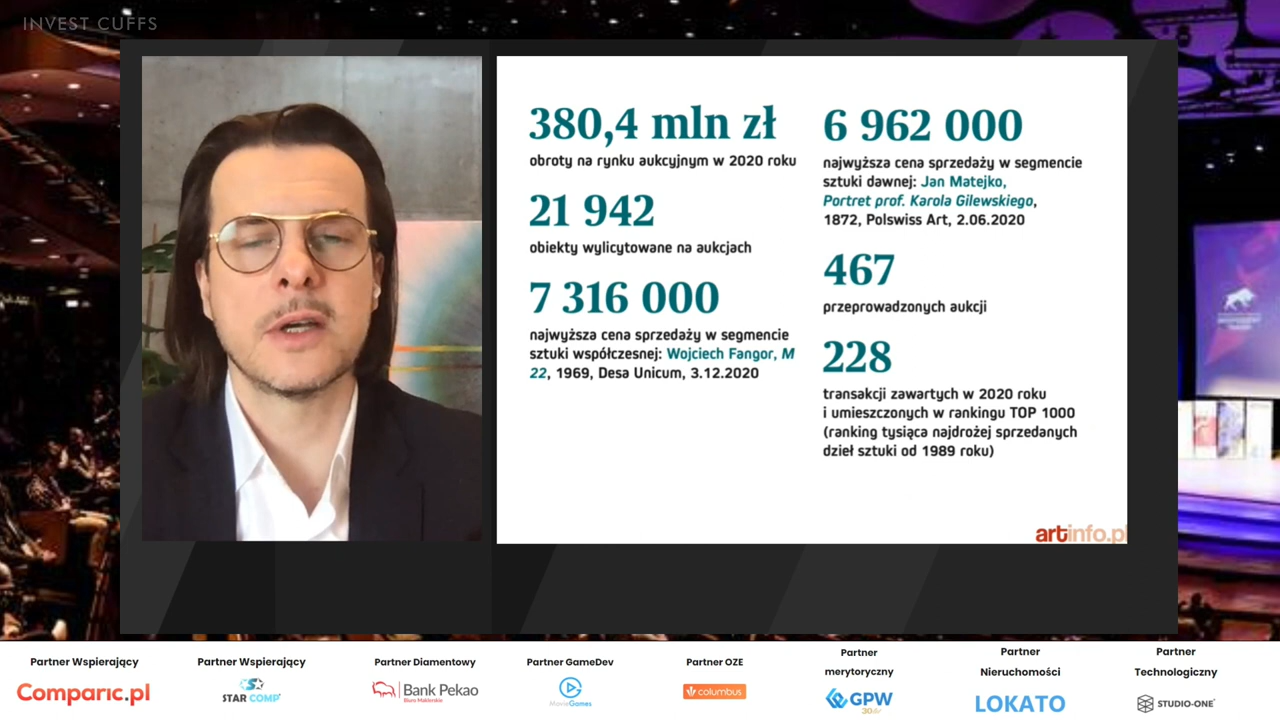 INVEST CUFFS
380,4 mln zł
obroty na rynku aukcyjnym w 2020 roku
21 942
obiekty wylicytowane na aukcjach
7 316 000
najwyższa cena sprzedaży w segmencie
sztuki współczesnej: Wojciech Fangor, M
22, 1969, Desa Unicum, 3.12.2020
6 962 000
najwyższa cena sprzedaży w segmencie
sztuki dawnej: Jan Matejko,
Portret prof. Karola Gilewskiego,
1872, Polswiss Art, 2.06.2020
467
przeprowadzonych aukcji
228
transakcji zawartych w 2020 roku
i umieszczonych w rankingu TOP 1000
(ranking tysiąca najdrożej sprzedanych
dzieł sztuki od 1989 roku)
artinfo.pl
Partner Wspierający
Comparic.pl
Partner Wspierający
STAR COMP
Partner Diamentowy
Bank Pekao
Biuro Maklerskie
Partner GameDev
MovieGames
Partner OZE
columbus
Partner
merytoryczny
GPW
30 lat
Partner
Nieruchomości
LOKATO
Partner
Technologiczny
STUDIO-ONE